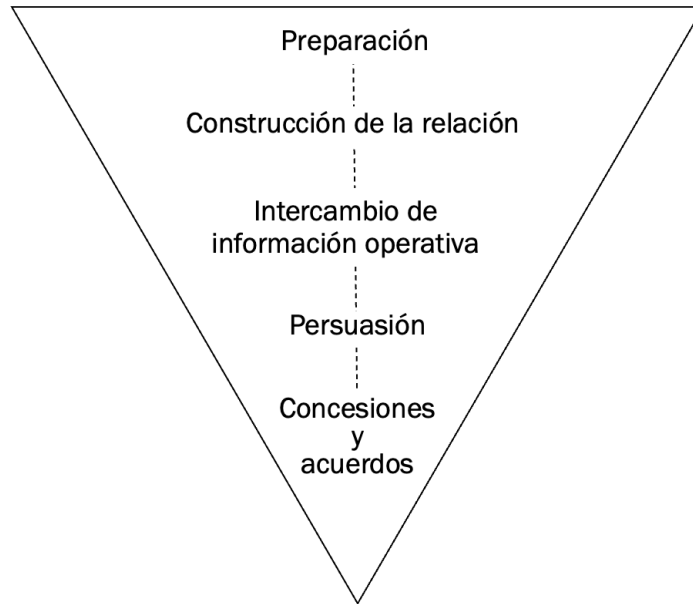 Preparación
Construcción de la relación
Intercambio de
información operativa
Persuasión
Concesiones
y
acuerdos